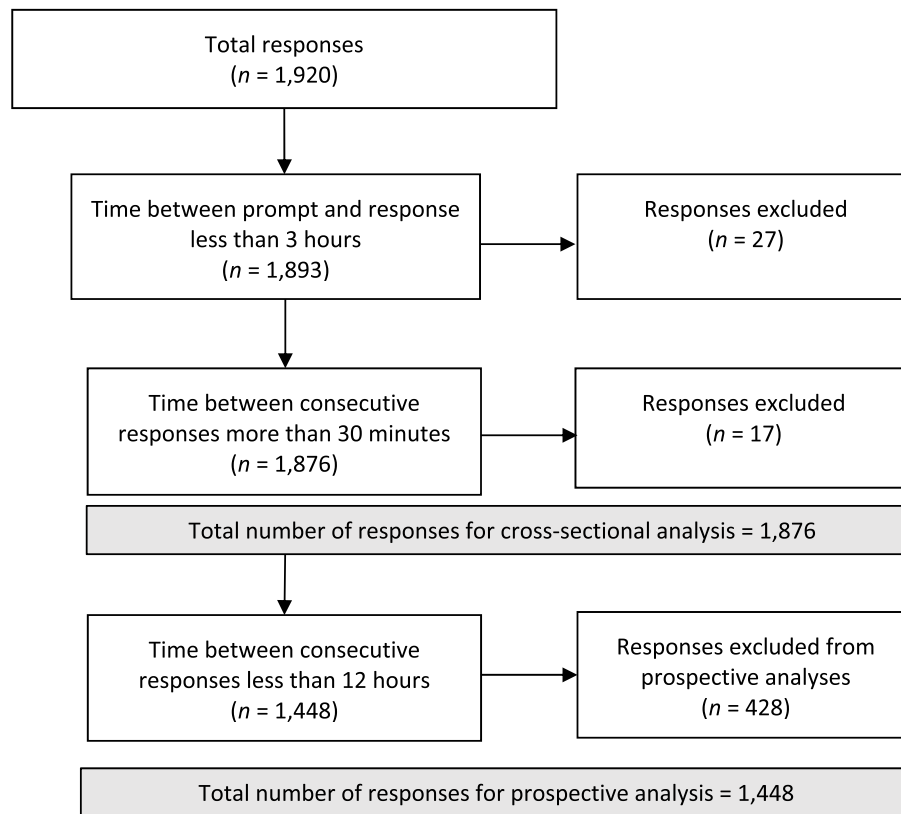 Total responses
(n = 1,920)
Time between prompt and response
less than 3 hours
(n = 1,893)
Responses excluded
(n = 27)
Time between consecutive
responses more than 30 minutes
(n = 1,876)
Responses excluded
(n = 17)
Total number of responses for cross-sectional analysis = 1,876
Time between consecutive
responses less than 12 hours
(n = 1,448)
Responses excluded from
prospective analyses
(n = 428)
Total number of responses for prospective analysis = 1,448